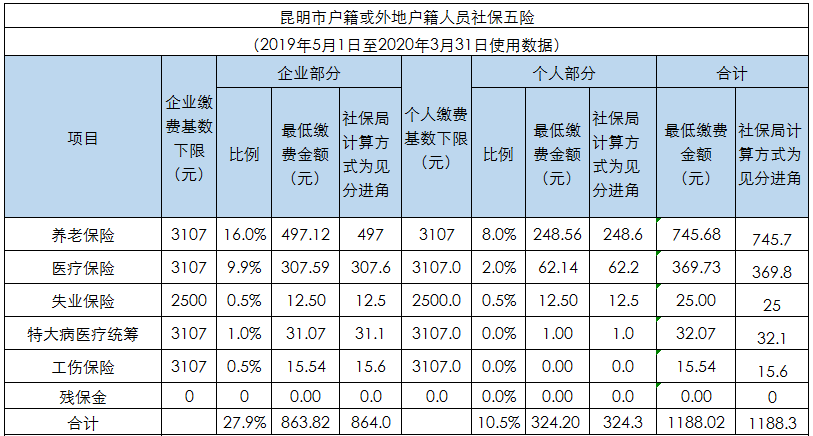 昆明市户籍或外地户籍人员社保五险
（2019年5月1日至2020年3月31日使用数据）
项目 企业缴费基数下限（元） 企业部分 个人缴费基数下限（元） 个人部分 合计
比例 最低缴费金额（元） 社保局计算方式为见分进角 比例 最低缴费金额（元） 社保局计算方式为见分进角 最低缴费金额（元） 社保局计算方式为见分进角
养老保险 3107 16.0% 497.12 497 3107 8.0% 248.56 248.6 745.68 745.7
医疗保险 3107 9.9% 307.59 307.6 3107.0 2.0% 62.14 62.2 369.73 369.8
失业保险 2500 0.5% 12.50 12.5 2500.0 0.5% 12.50 12.5 25.00 25
特大病医疗统筹 3107 1.0% 31.07 31.1 3107.0 0.0% 1.00 1.0 32.07 32.1
工伤保险 3107 0.5% 15.54 15.6 3107.0 0.0% 0.00 0.0 15.54 15.6
残保金 0 0 0.00 0.0 0.0 0.0% 0.00 0.0 0.00 0
合计 27.9% 863.82 864.0 10.5% 324.20 324.3 1188.02 1188.3